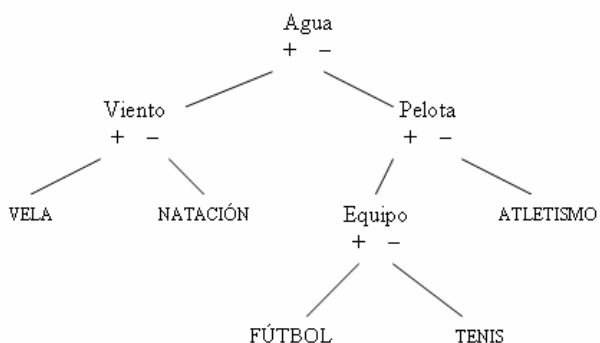 Agua
+ –
Viento Pelota
+ – + –
VELA NATACIÓN Equipo ATLETISMO
+ –
FÚTBOL TENIS